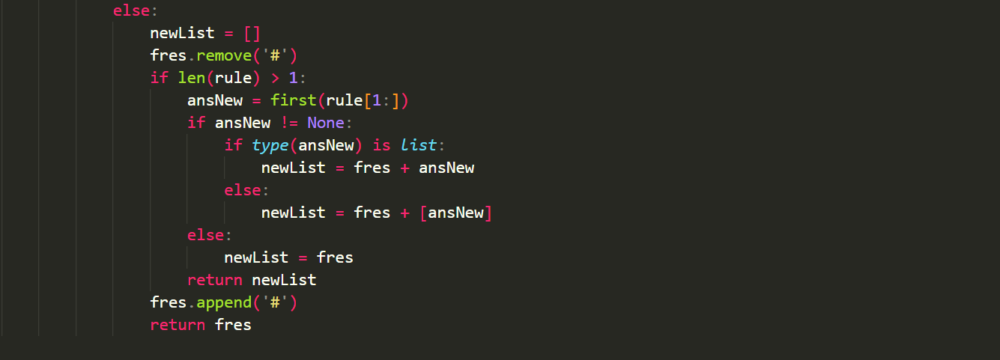 else:
newList = []
fres.remove('#')
if len(rule) > 1:
ansNew = first(rule[1:])
if ansNew != None:
if type(ansNew) is list:
newList = fres + ansNew
else:
newList = fres + [ansNew]
else:
newList = fres
return newList
fres.append('#')
return fres